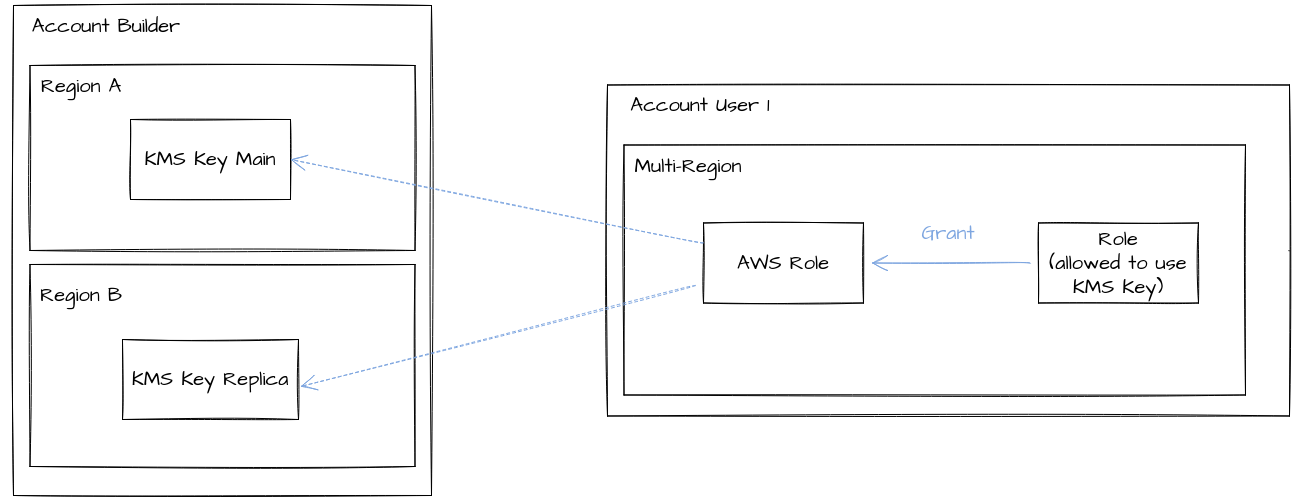 Account Builder
Region A
KMS Key Main
Region B
KMS Key Replica
Account User 1
Multi-Region
AWS Role
Grant
Role
(allowed to use
KMS Key)